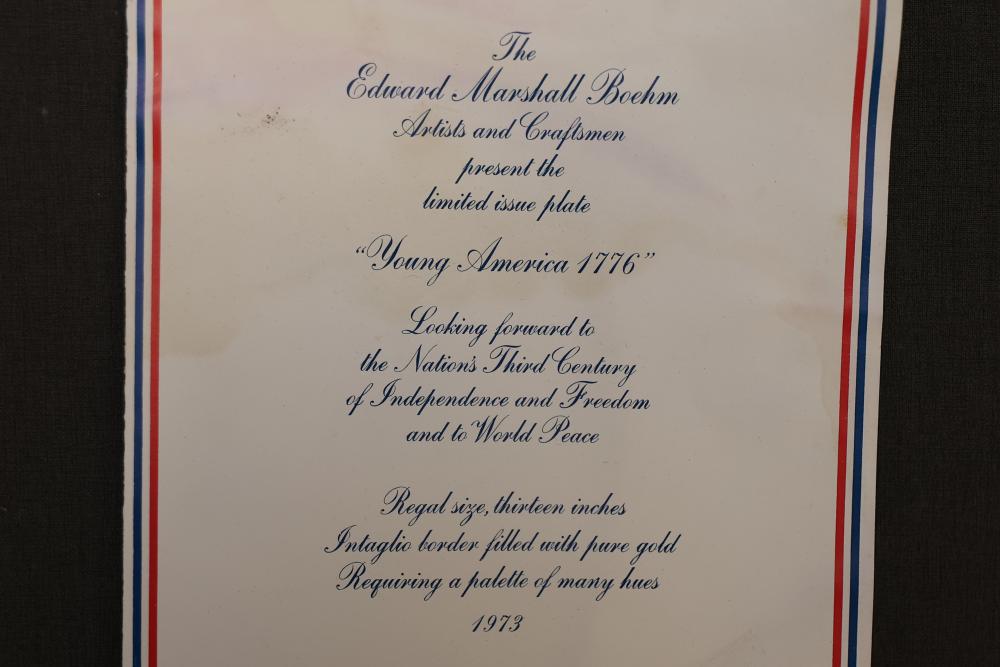 The
Edward Marshall Boehm
Artists and Craftsmen
present the
limited issue plate
“Young America 1776”
Looking forward to
the Nation's Third Century
of Independence and Freedom
and to World Peace
Regal size, thirteen inches
Intaglio border filled with pure gold
Requiring a palette of many hues
1973